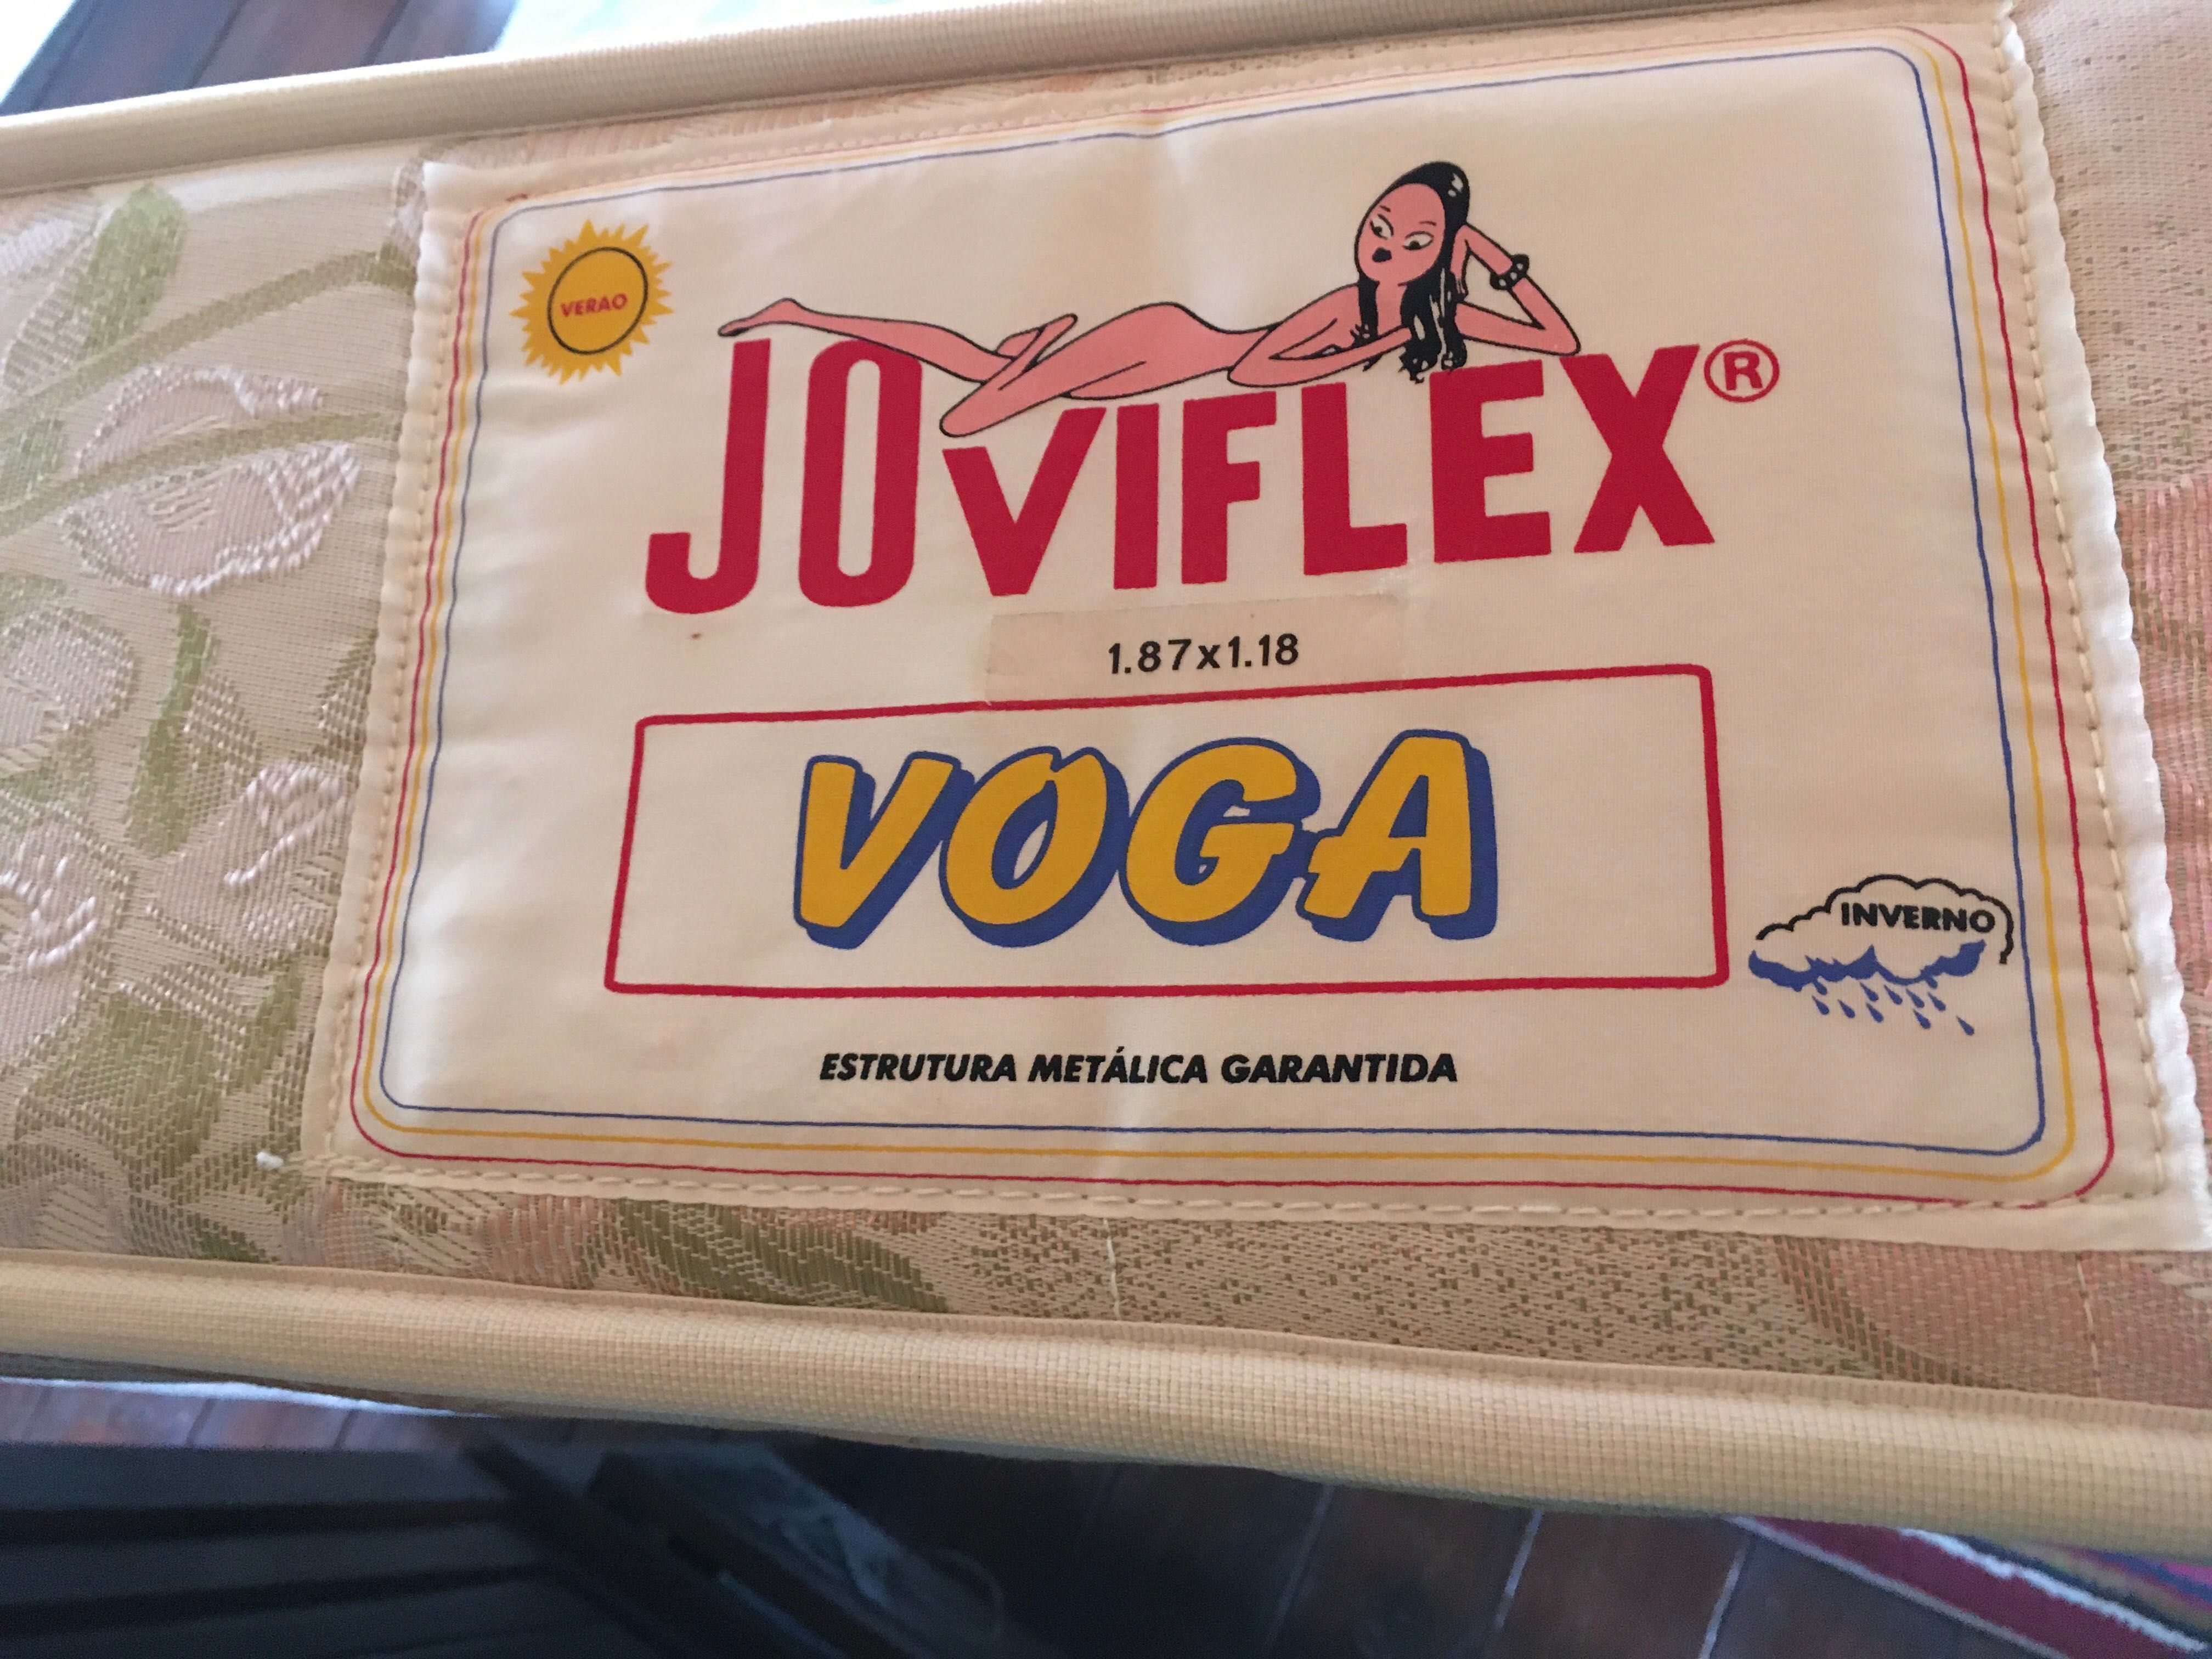 VERAO
JOVIFLEX®
1.87x1.18
VOGA
INVERNO
ESTRUTURA METÁLICA GARANTIDA